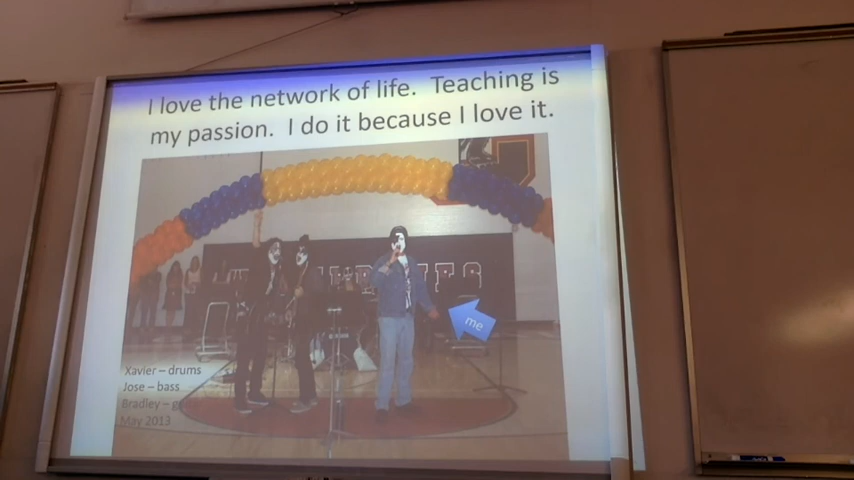 I love the network of life. Teaching is
my passion. I do it because I love it.
me
Xavier – drums
Jose – bass
Bradley –
May 2013